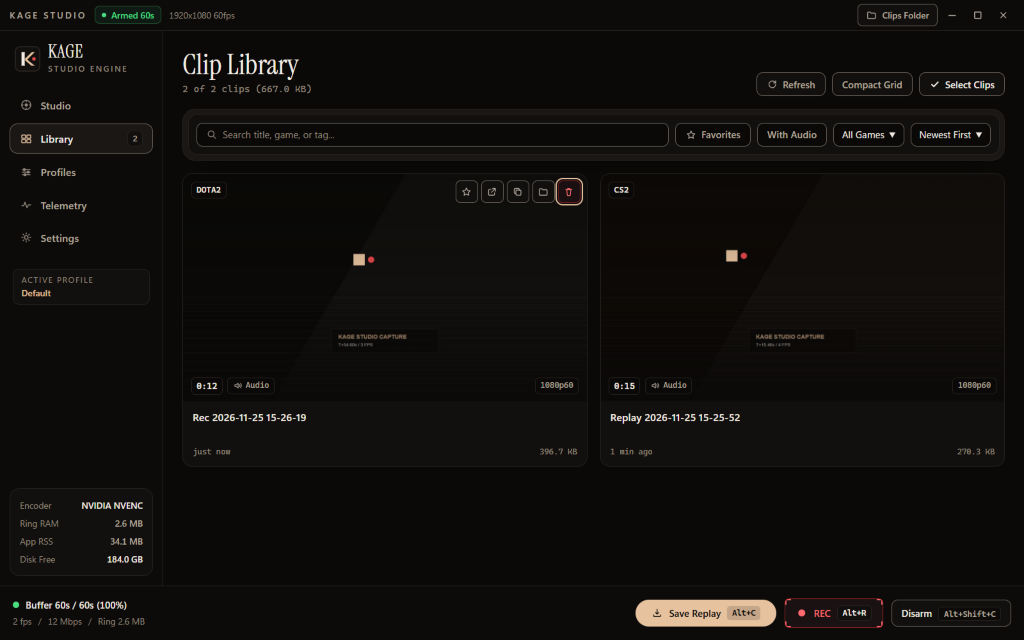 KAGE STUDIO Armed 60s 1920x1080 60fps Clips Folder
KAGE
STUDIO ENGINE
Studio
Library 2
Profiles
Telemetry
Settings
ACTIVE PROFILE
Default
Encoder NVIDIA NVENC
Ring RAM 2.6 MB
App RSS 34.1 MB
Disk Free 184.0 GB
Clip Library
2 of 2 clips (667.0 KB)
Refresh Compact Grid Select Clips
Search title, game, or tag... Favorites With Audio All Games Newest First
DOTA2
KAGE STUDIO CAPTURE
0:12 Audio 1080p60
Rec 2026-11-25 15-26-19
just now 396.7 KB
CS2
KAGE STUDIO CAPTURE
0:15 Audio 1080p60
Replay 2026-11-25 15-25-52
1 min ago 270.3 KB
Buffer 60s / 60s (100%)
2 fps / 12 Mbps / Ring 2.6 MB
Save Replay Alt+C REC Alt+R Disarm Alt+Shift+C